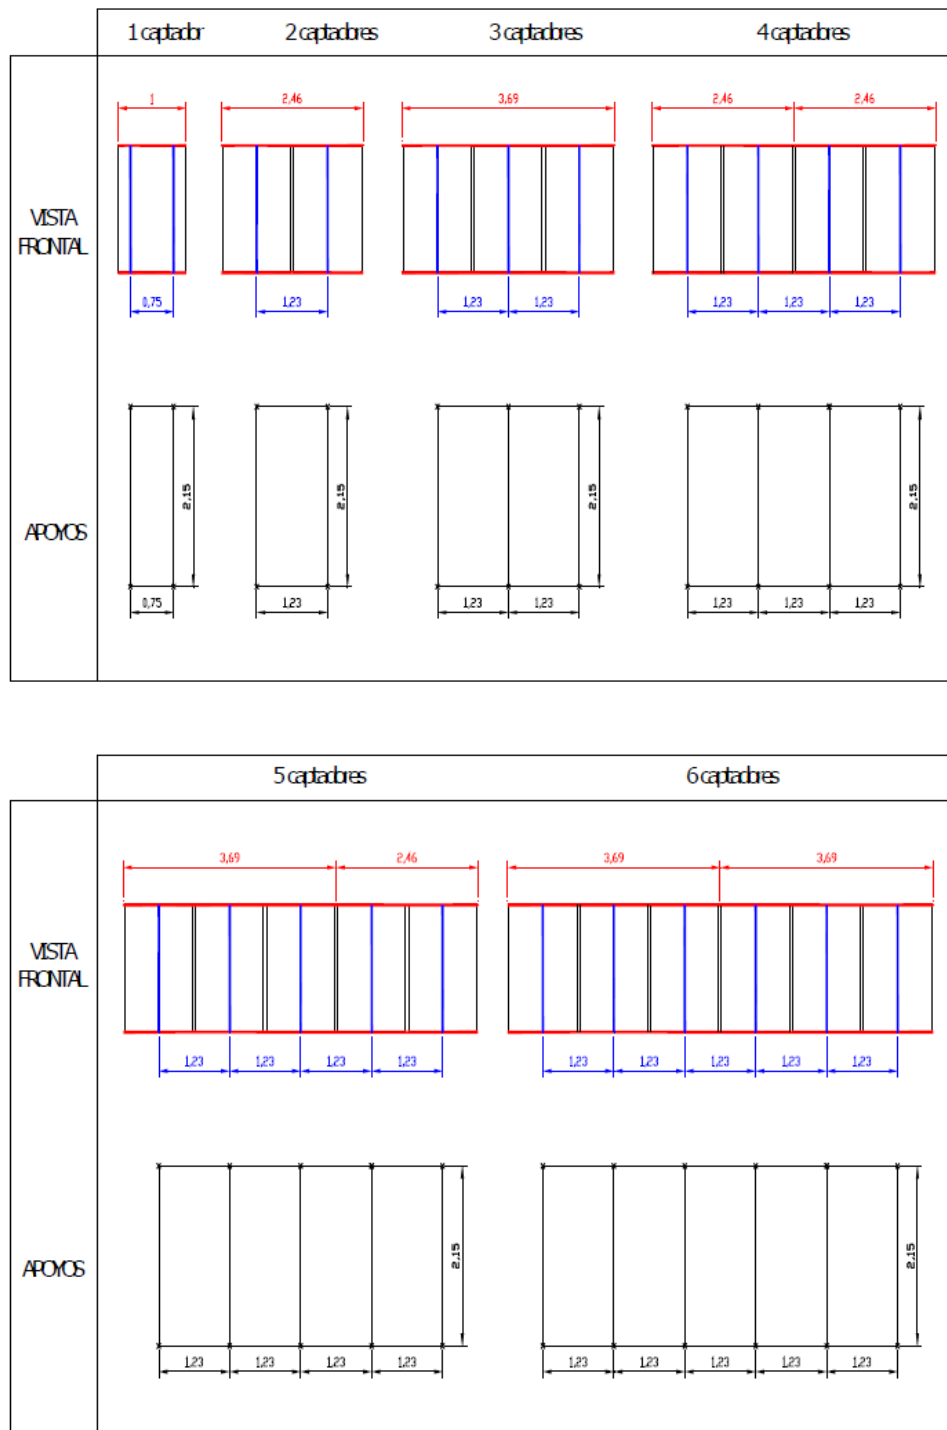 1 captador 2 captadores 3 captadores 4 captadores
1 2,46 3,69 2,46 2,46
VISTA
FRONTAL
0,75 1,23 1,23 1,23 1,23 1,23 1,23
2,15 2,15 2,15 2,15
APOYOS
0,75 1,23 1,23 1,23 1,23 1,23 1,23
5 captadores 6 captadores
3,69 2,46 3,69 3,69
VISTA
FRONTAL
1,23 1,23 1,23 1,23 1,23 1,23 1,23 1,23 1,23
2,15 2,15
APOYOS
1,23 1,23 1,23 1,23 1,23 1,23 1,23 1,23 1,23